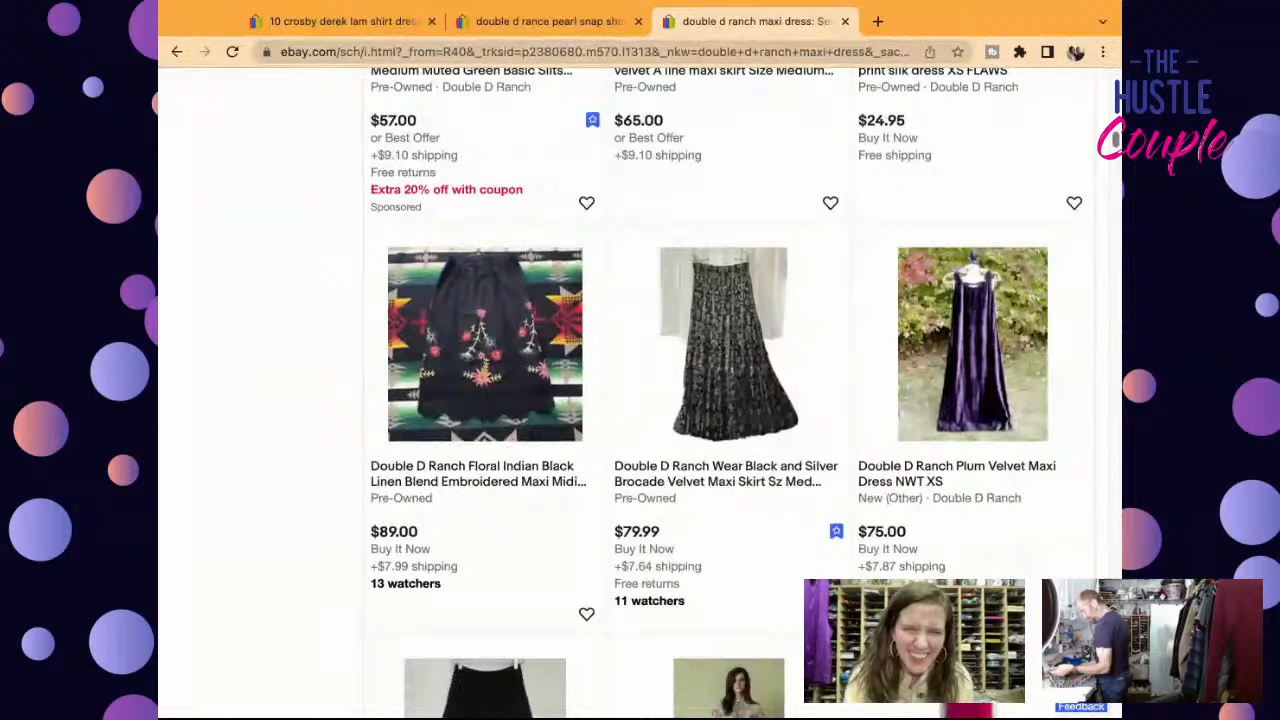 10 crosby derek lam shirt dres
double d rance pearl snap sho
double d ranch maxi dress: Se
ebay.com/sch/i.html?_from=R40&_trksid=p2380680.m570.l1313&_nkw=double+d+ranch+maxi+dress&_sac...
-THE-
HUSTLE
Couple
Medium Muted Green Basic Slits...
Pre-Owned · Double D Ranch
$57.00
or Best Offer
+$9.10 shipping
Free returns
Extra 20% off with coupon
Sponsored
velvet A line maxi skirt Size Medium...
Pre-Owned
$65.00
or Best Offer
+$9.10 shipping
print silk dress XS FLAWS
Pre-Owned · Double D Ranch
$24.95
Buy It Now
Free shipping
Double D Ranch Floral Indian Black
Linen Blend Embroidered Maxi Midi...
Pre-Owned
$89.00
Buy It Now
+$7.99 shipping
13 watchers
Double D Ranch Wear Black and Silver
Brocade Velvet Maxi Skirt Sz Med...
Pre-Owned
$79.99
Buy It Now
+$7.64 shipping
Free returns
11 watchers
Double D Ranch Plum Velvet Maxi
Dress NWT XS
New (Other) · Double D Ranch
$75.00
Buy It Now
+$7.87 shipping
Feedback